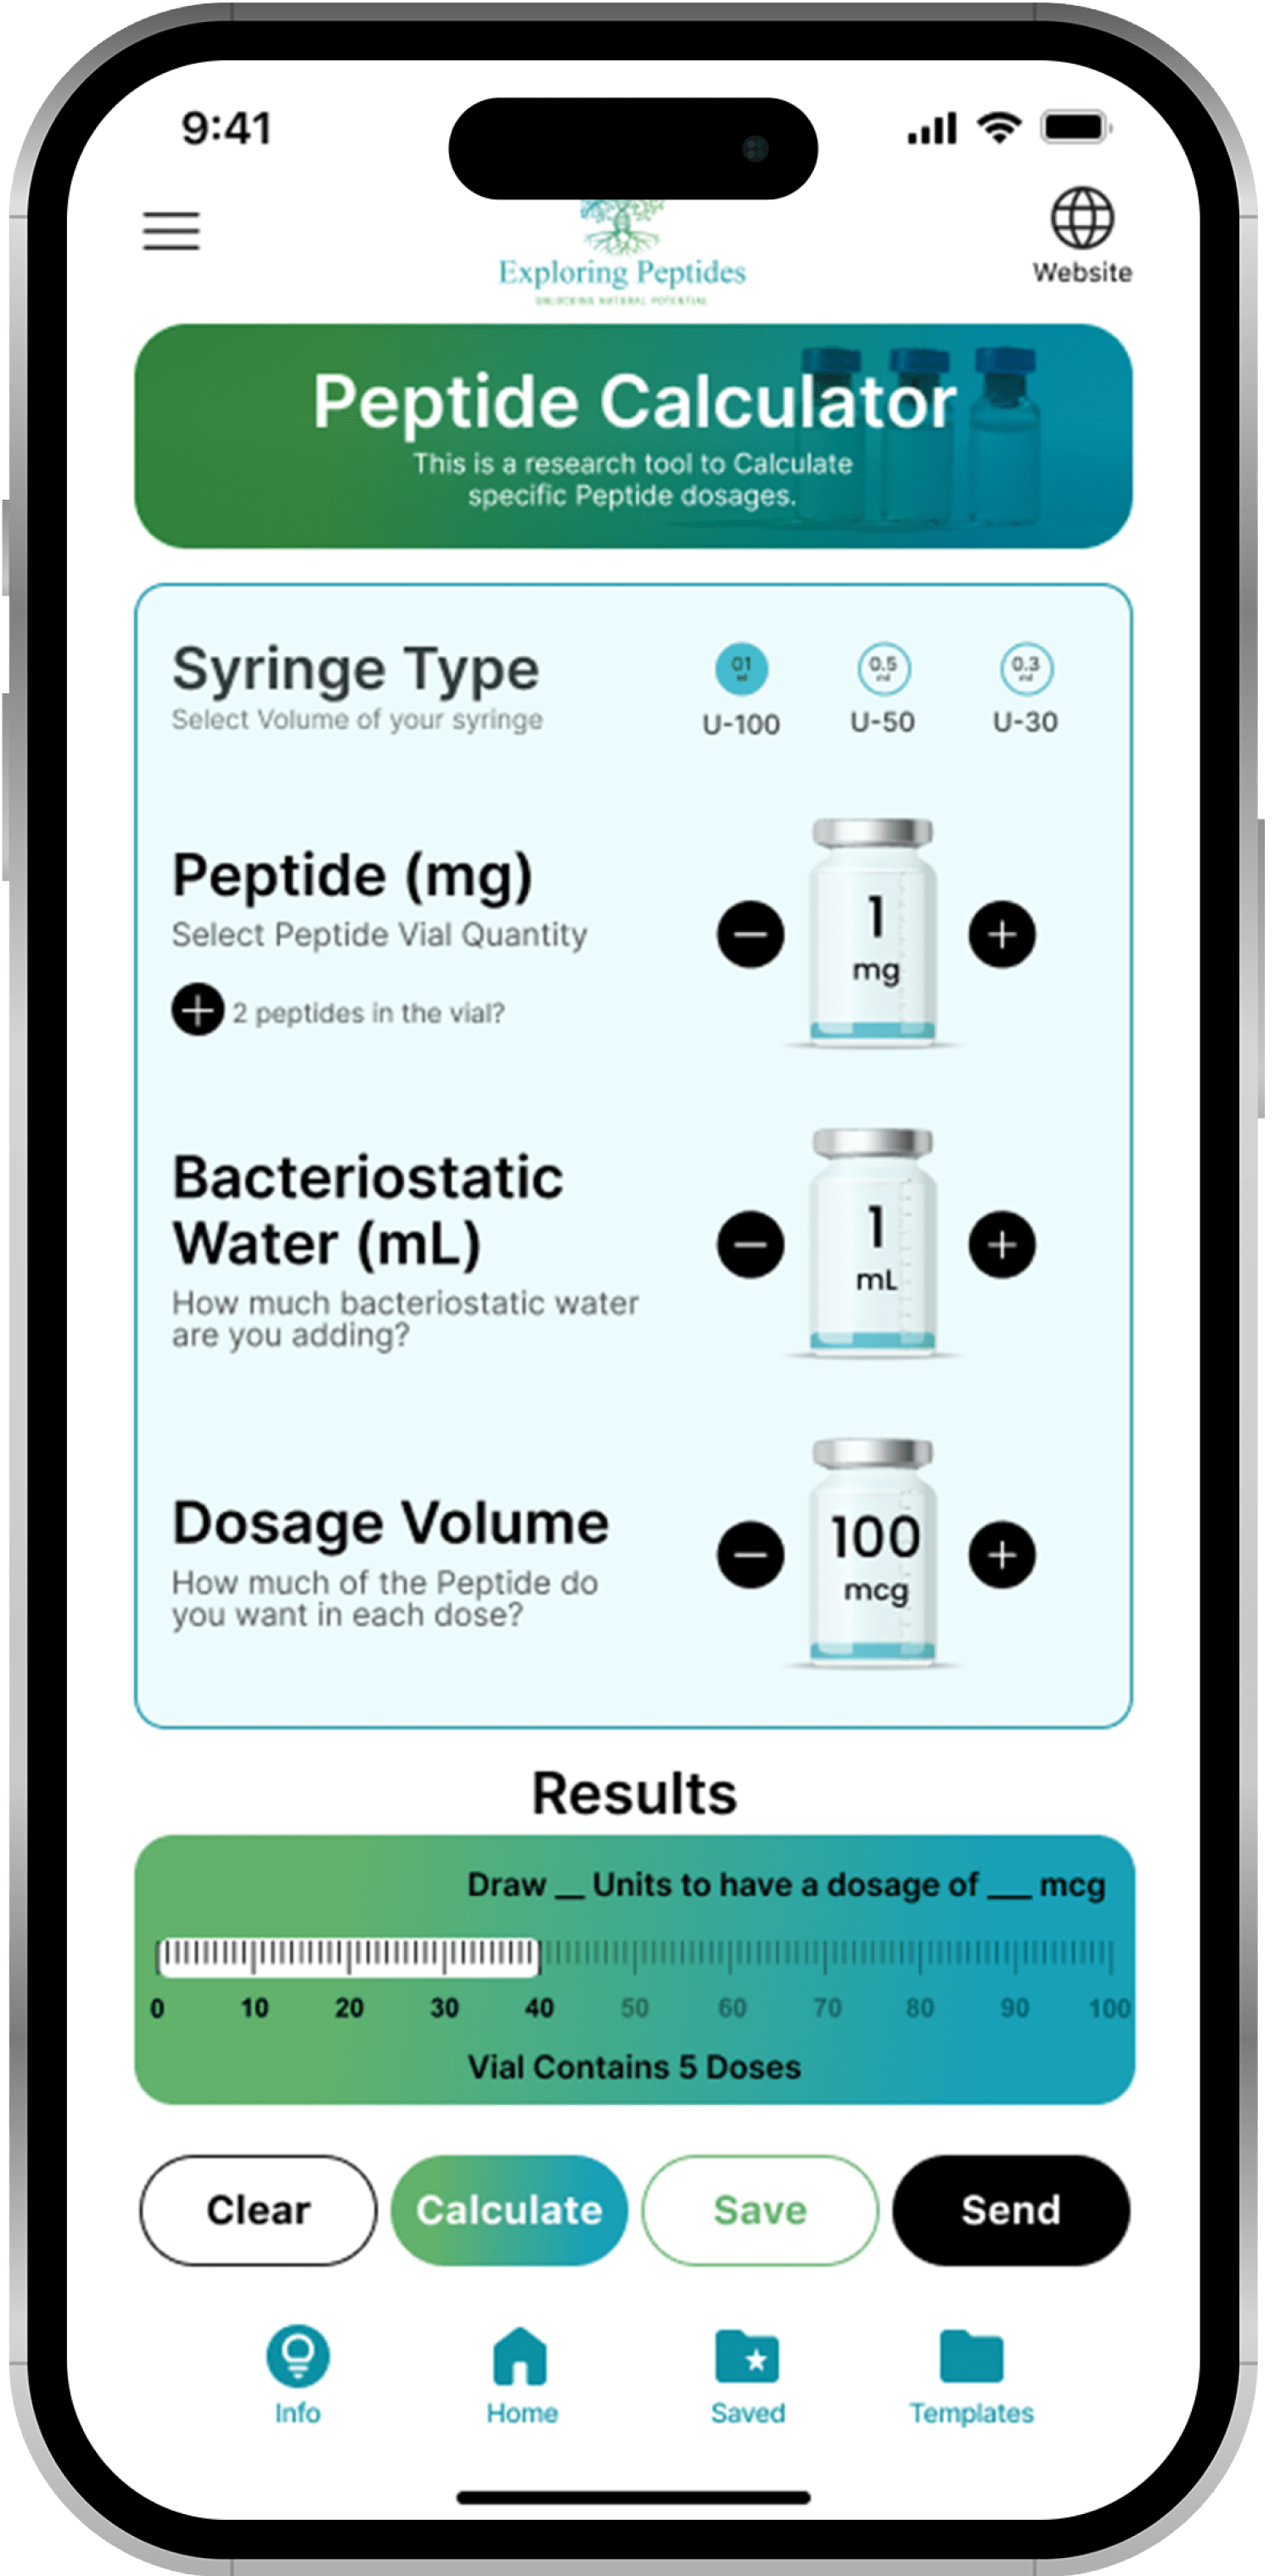 9:41
Exploring Peptides
UNLOCKING NATURAL POTENTIAL
Website
Peptide Calculator
This is a research tool to Calculate
specific Peptide dosages.
Syringe Type
Select Volume of your syringe
01
U-100
0.5
U-50
0.3
U-30
Peptide (mg)
Select Peptide Vial Quantity
2 peptides in the vial?
1
mg
Bacteriostatic
Water (mL)
How much bacteriostatic water
are you adding?
1
mL
Dosage Volume
How much of the Peptide do
you want in each dose?
100
mcg
Results
Draw __ Units to have a dosage of ___ mcg
0 10 20 30 40 50 60 70 80 90 100
Vial Contains 5 Doses
Clear
Calculate
Save
Send
Info
Home
Saved
Templates